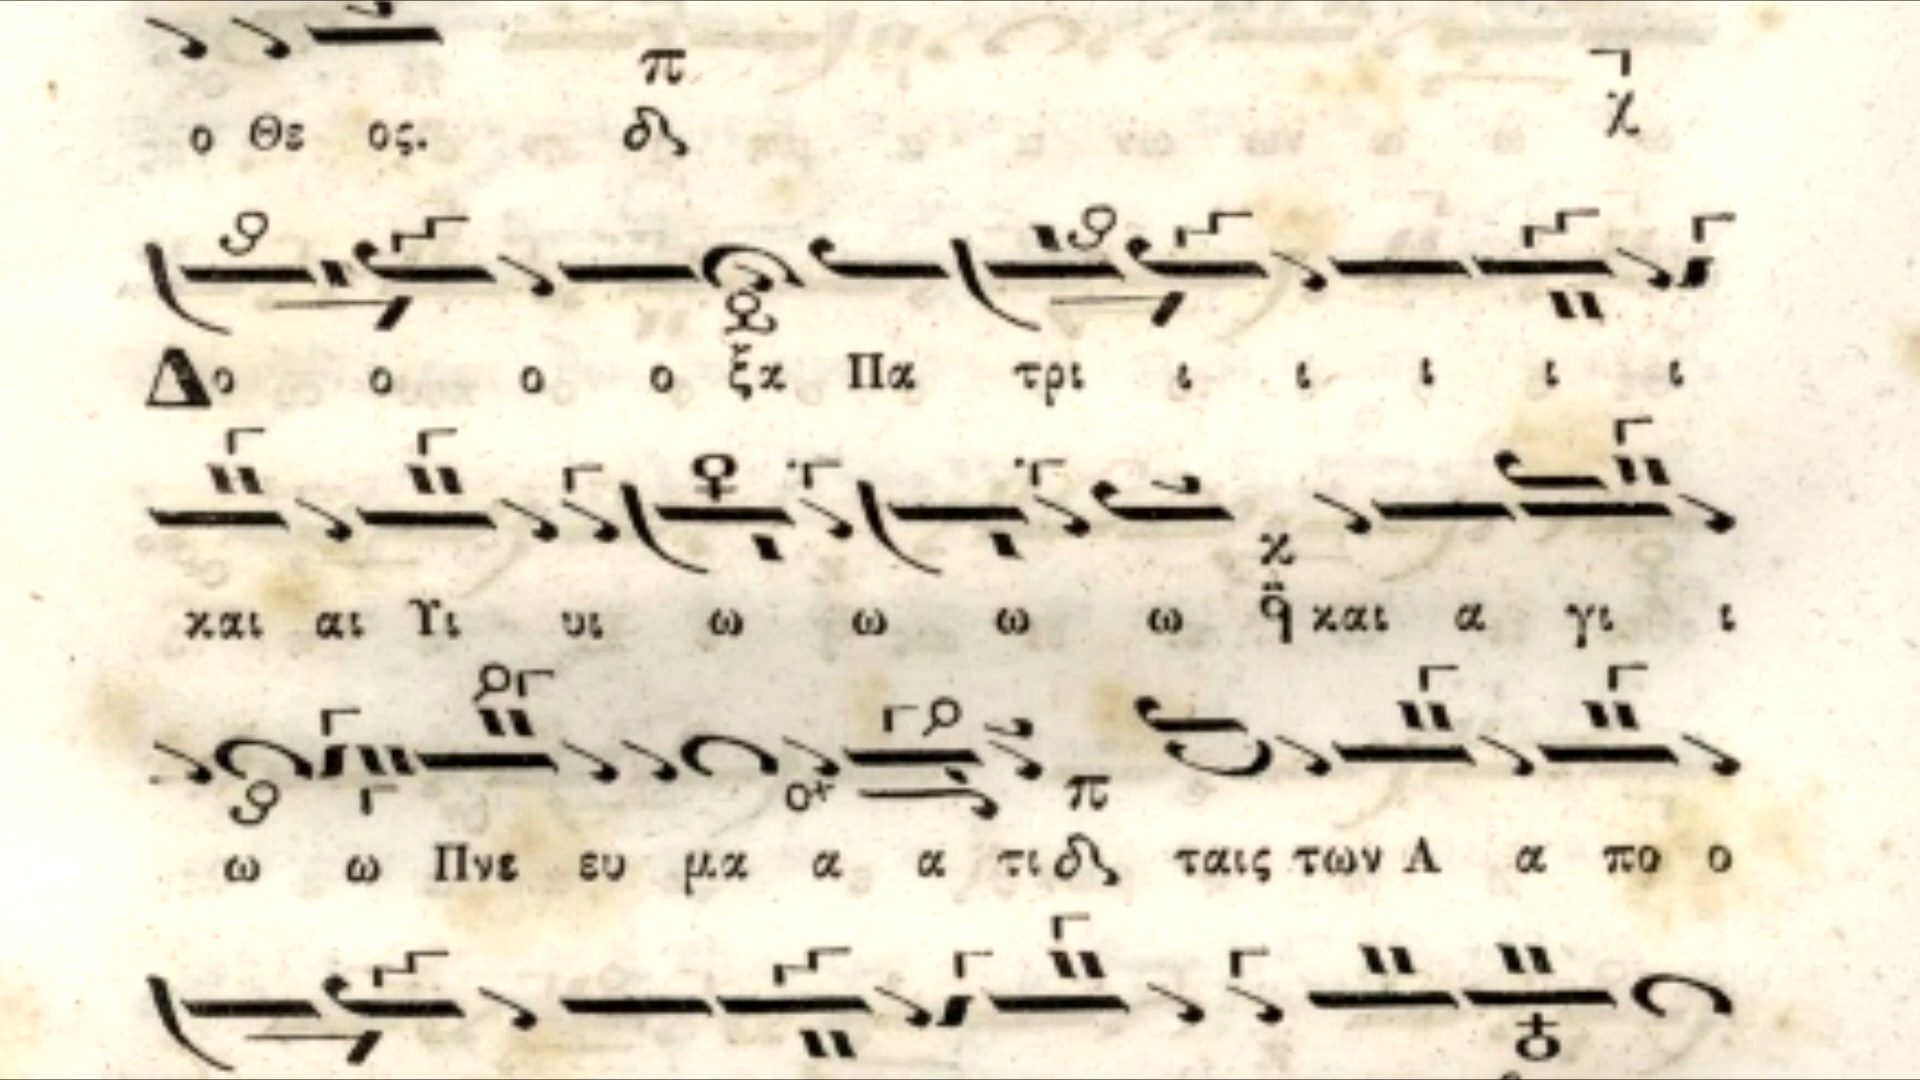 ο Θε ος. π δ χ
Δο ο ο ο ξα Πα τρι ι ι ι ι ι
και αι Υι υι ω ω ω ω κ q̈ και α γι ι
ω ω Πνε ευ μα α α τι π δ ταις των Α α πο ο